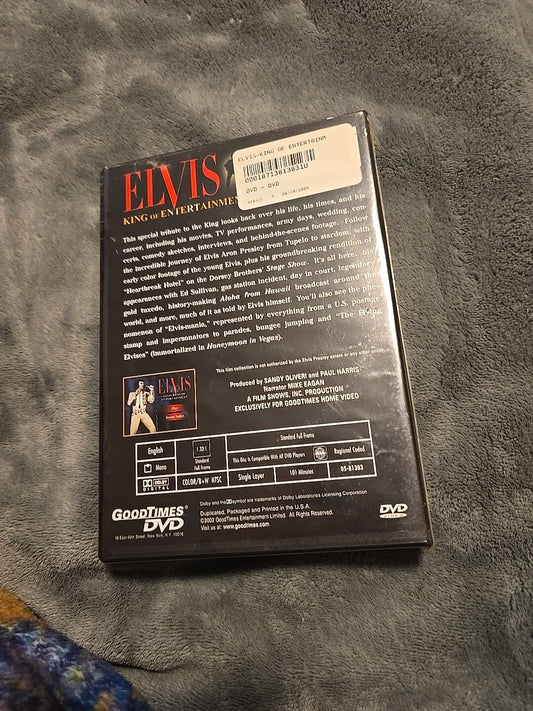 ELVIS-KING OF ENTERTAINM
000187138138310
DVD - DVD
ELVIS
KING OF ENTERTAINMEN
This special tribute to the King looks back over his life, his times, and his
career, including his movies, TV performances, army days, wedding, con-
certs, comedy sketches, interviews, and behind-the-scenes footage. Follow
the incredible journey of Elvis Aron Presley from Tupelo to stardom, with
early color footage of the young Elvis, plus his groundbreaking rendition of
"Heartbreak Hotel" on the Dorsey Brothers' Stage Show. It's all here: his
appearances with Ed Sullivan, gas station incident, day in court, legendary
gold tuxedo, history-making Aloha from Hawaii broadcast around the
world, and more, much of it as told by Elvis himself. You'll also see the phe-
nomenon of "Elvis-mania," represented by everything from a U.S. postage
stamp and impersonators to parades, bungee jumping and "The flying
Elvises" (immortalized in Honeymoon in Vegas).
This film collection is not authorized by the Elvis Presley estate or any other entity.
Produced by SANDY OLIVERI and PAUL HARRIS
Narrator MIKE EAGAN
A FILM SHOWS, INC. PRODUCTION
EXCLUSIVELY FOR GOODTIMES HOME VIDEO
ELVIS
ENTERTAINMENT
Play
English
1.33:1
Standard Full Frame
Mono
Standard
Full Frame
This Disc is Compatible With All DVD Players
Regional Coded
DOLBY
DIGITAL
COLOR/B+W NTSC
Single Layer
101 Minutes
05-81383
Dolby and the symbol are trademarks of Dolby Laboratories Licensing Corporation
GOODTIMES
DVD
Duplicated, Packaged and Printed in the U.S.A.
©2003 GoodTimes Entertainment Limited. All Rights Reserved.
Visit us at: www.goodtimes.com
16 East 40th Street, New York, N.Y. 10016
DVD